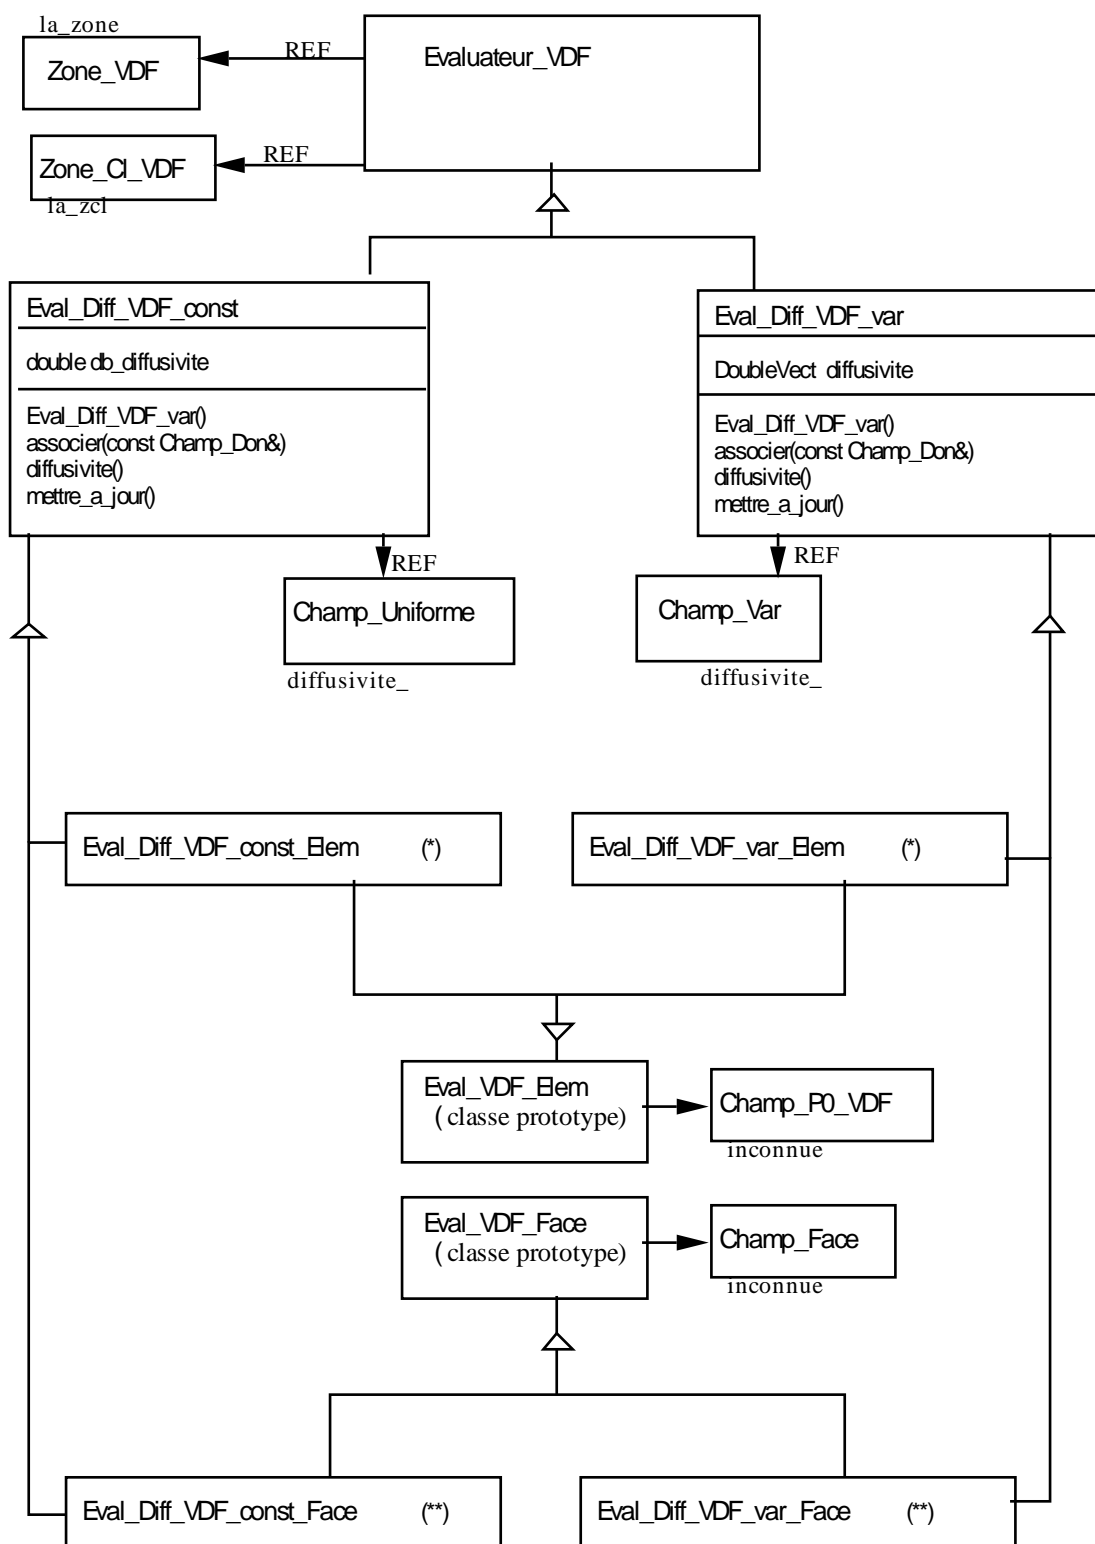 la_zone
Zone_VDF
REF
Evaluateur_VDF
Zone_Cl_VDF
REF
la_zcl
Eval_Diff_VDF_const
double db_diffusivite
Eval_Diff_VDF_var()
associer(const Champ_Don&)
diffusivite()
mettre_a_jour()
Eval_Diff_VDF_var
DoubleVect diffusivite
Eval_Diff_VDF_var()
associer(const Champ_Don&)
diffusivite()
mettre_a_jour()
REF
Champ_Uniforme
diffusivite_
REF
Champ_Var
diffusivite_
Eval_Diff_VDF_const_Elem (*)
Eval_Diff_VDF_var_Elem (*)
Eval_VDF_Elem
(classe prototype)
Champ_P0_VDF
inconnue
Eval_VDF_Face
(classe prototype)
Champ_Face
inconnue
Eval_Diff_VDF_const_Face (**)
Eval_Diff_VDF_var_Face (**)